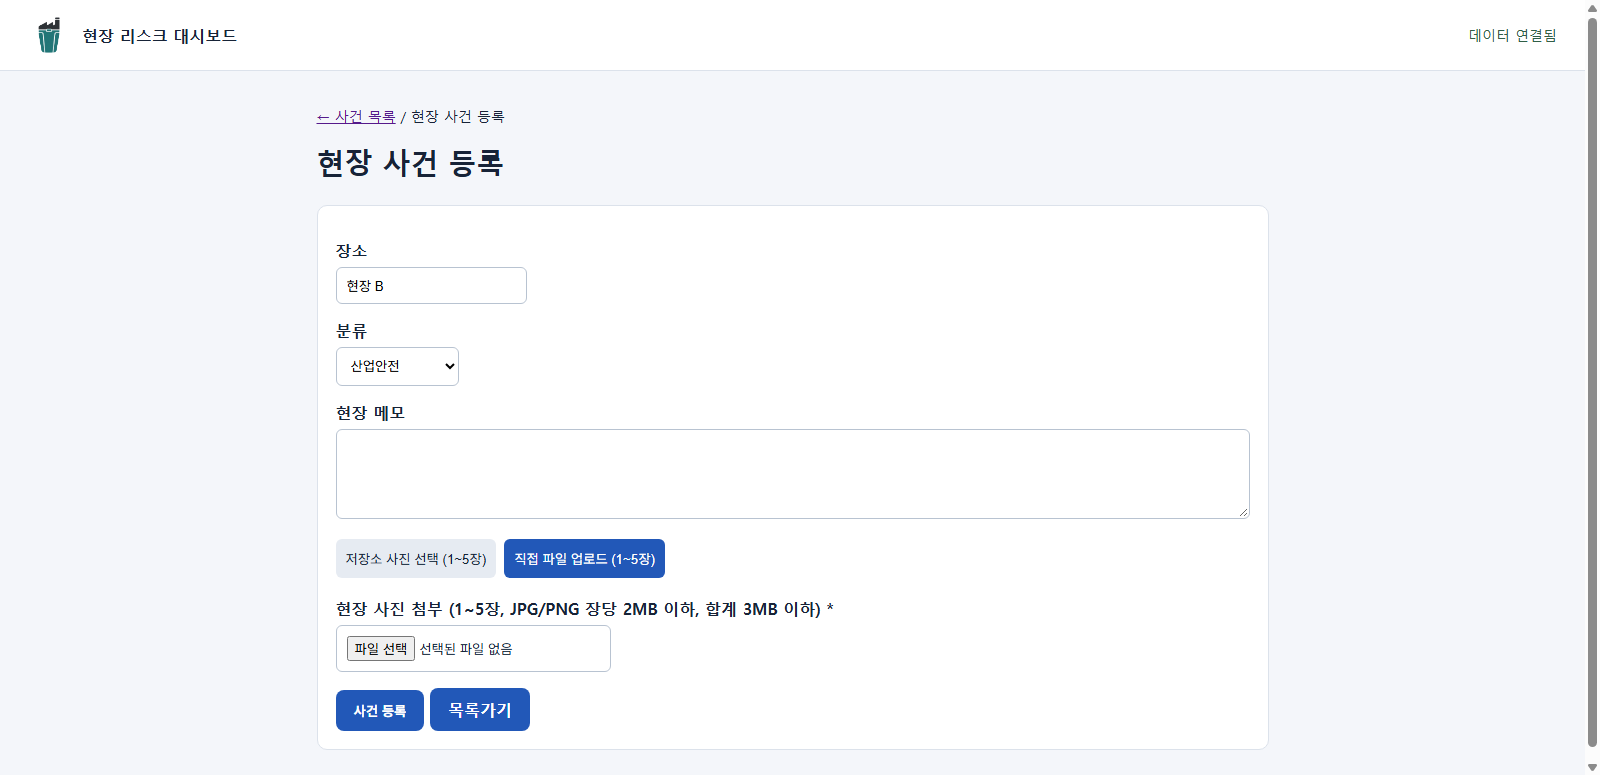 현장 리스크 대시보드
데이터 연결됨
← 사건 목록 / 현장 사건 등록
현장 사건 등록
장소
현장 B
분류
산업안전
현장 메모
저장소 사진 선택 (1~5장)
직접 파일 업로드 (1~5장)
현장 사진 첨부 (1~5장, JPG/PNG 장당 2MB 이하, 합계 3MB 이하) *
파일 선택 선택된 파일 없음
사건 등록
목록가기